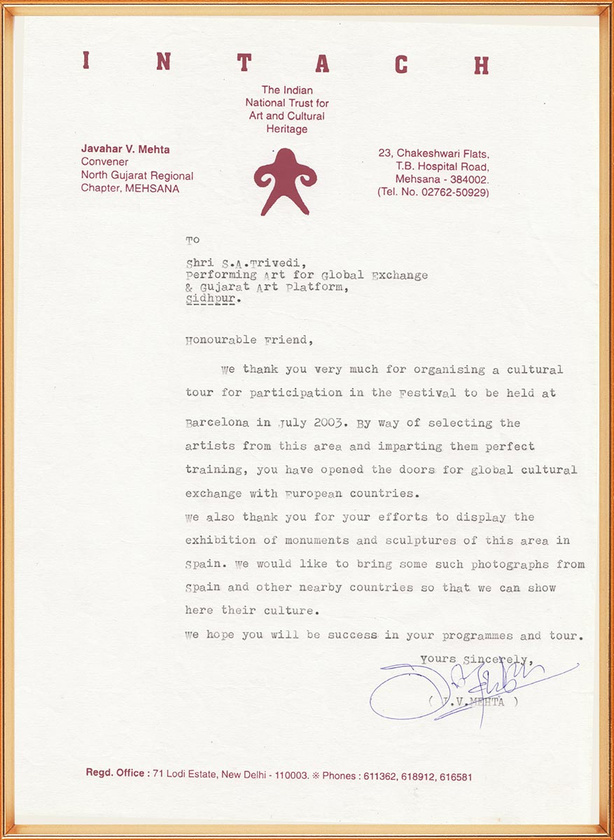 INTACH
The Indian
National Trust for
Art and Cultural
Heritage
Javahar V. Mehta
Convener
North Gujarat Regional
Chapter, MEHSANA
23, Chakeshwari Flats,
T.B. Hospital Road,
Mehsana - 384002.
(Tel. No. 02762-50929)
To
Shri S.A.Trivedi,
Performing Art for Global Exchange
& Gujarat Art Platform,
Sidhpur.
Honourable Friend,
We thank you very much for organising a cultural
tour for participation in the Festival to be held at
Barcelona in July 2003. By way of selecting the
artists from this area and imparting them perfect
training, you have opened the doors for global cultural
exchange with European countries.
We also thank you for your efforts to display the
exhibition of monuments and sculptures of this area in
Spain. We would like to bring some such photographs from
Spain and other nearby countries so that we can show
here their culture.
We hope you will be success in your programmes and tour.
Yours Sincerely,
( J.V.MEHTA )
Regd. Office : 71 Lodi Estate, New Delhi - 110003. ※ Phones : 611362, 618912, 616581